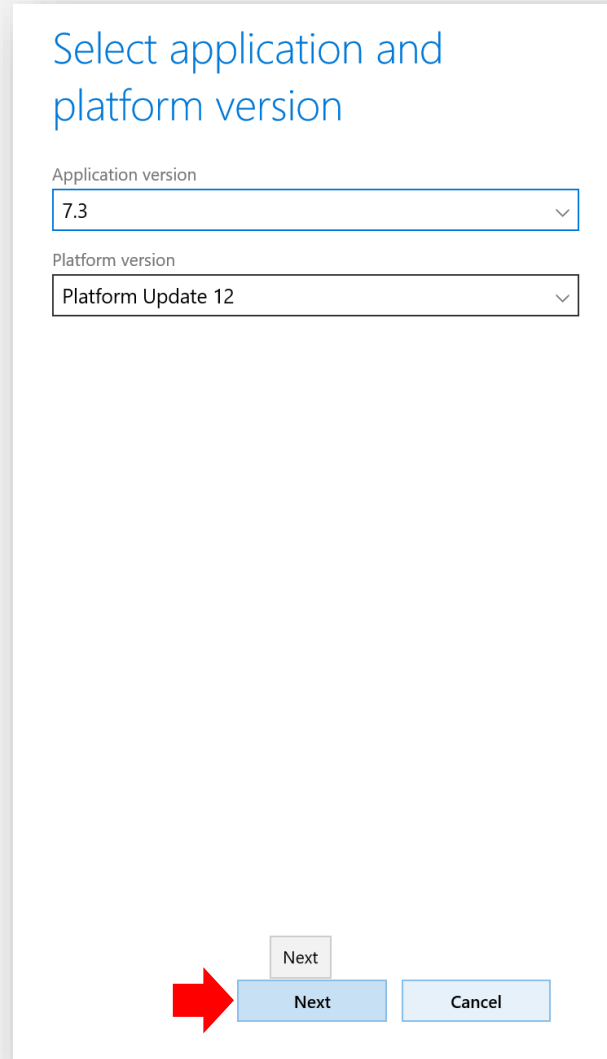 Select application and
platform version
Application version
7.3
Platform version
Platform Update 12
Next
Next
Cancel